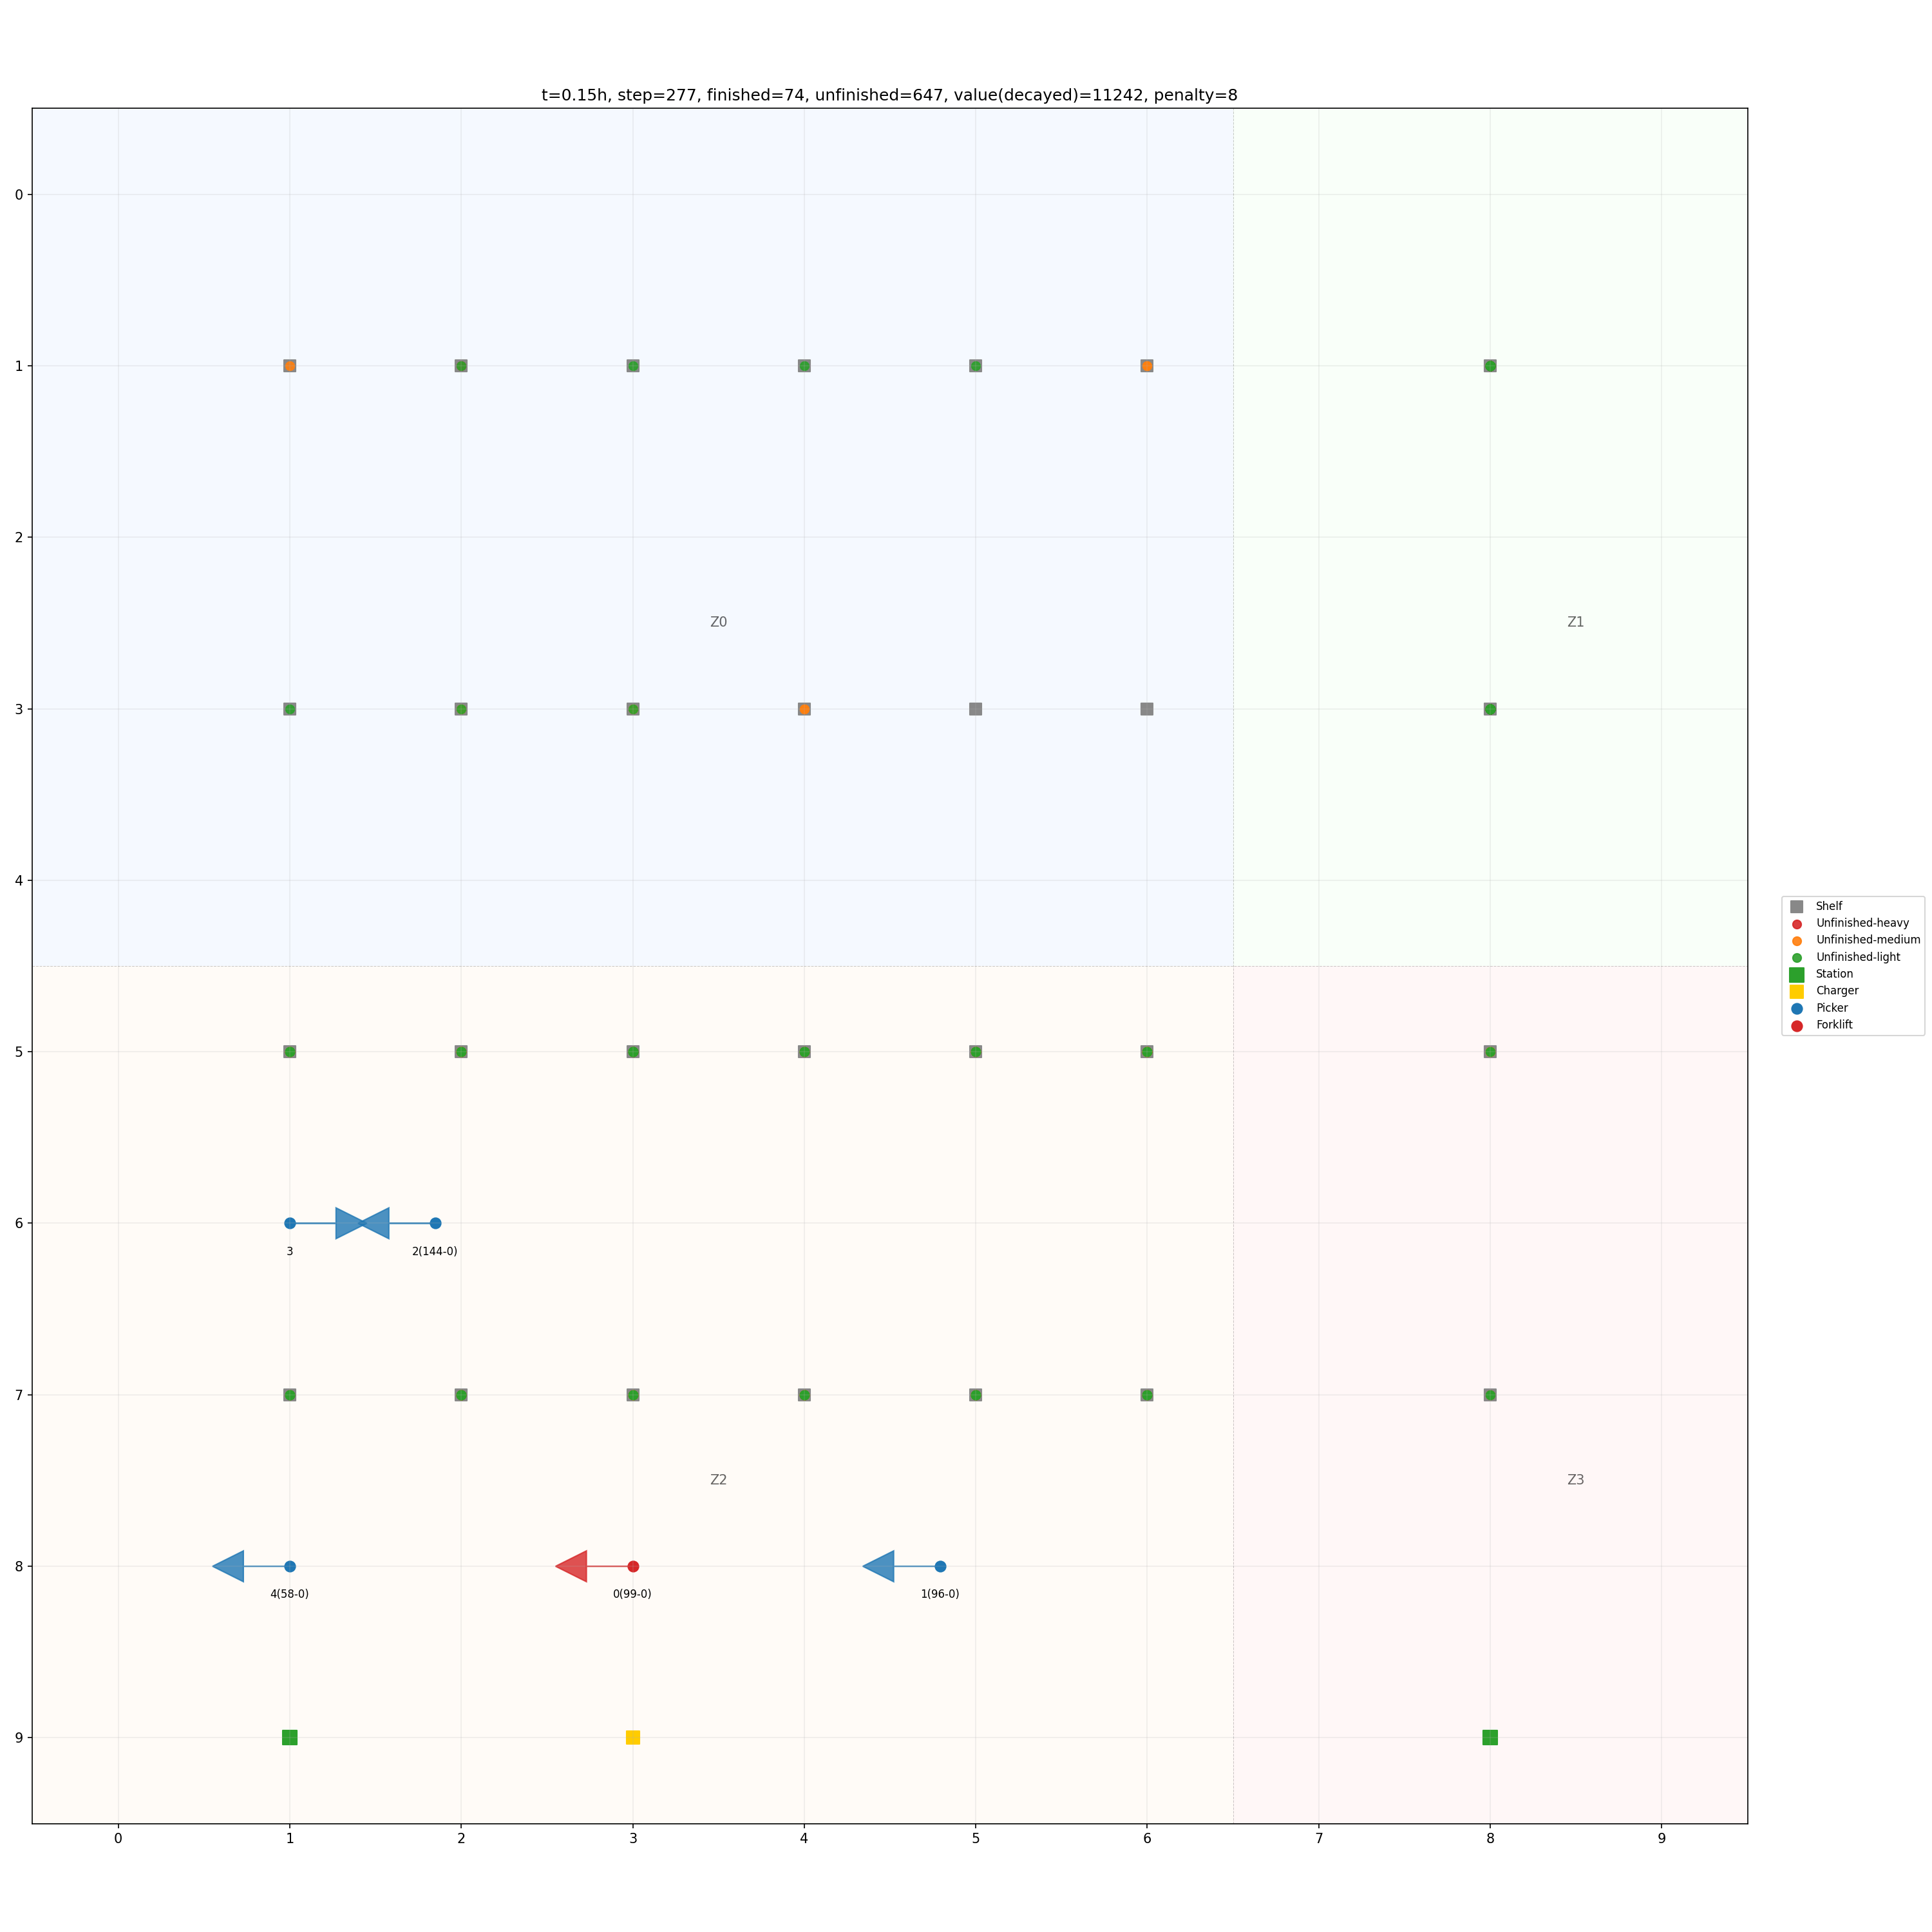 t=0.15h, step=277, finished=74, unfinished=647, value(decayed)=11242, penalty=8
0
1
2
Z0
Z1
3
4
Shelf
Unfinished-heavy
Unfinished-medium
Unfinished-light
Station
Charger
Picker
Forklift
5
6
3
2(144-0)
7
Z2
Z3
8
4(58-0)
0(99-0)
1(96-0)
9
0 1 2 3 4 5 6 7 8 9